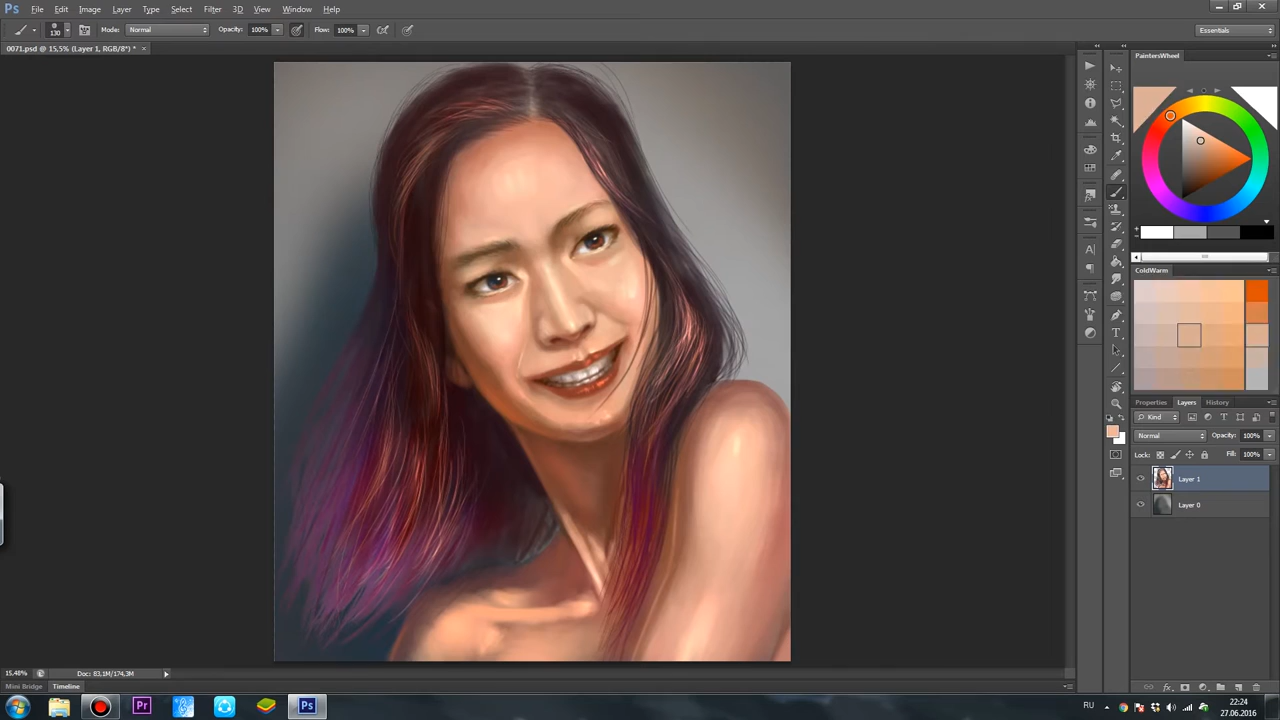 Ps File Edit Image Layer Type Select Filter 3D View Window Help
130 Mode: Normal Opacity: 100% Flow: 100% Essentials
0071.psd @ 15,5% (Layer 1, RGB/8*) * ×
PaintersWheel
ColdWarm
Properties Layers History
Kind
Normal Opacity: 100%
Lock: Fill: 100%
Layer 1
Layer 0
15,48% Doc: 83,1M/174,3M
Mini Bridge Timeline
Pr Ps RU 22:24
27.06.2016